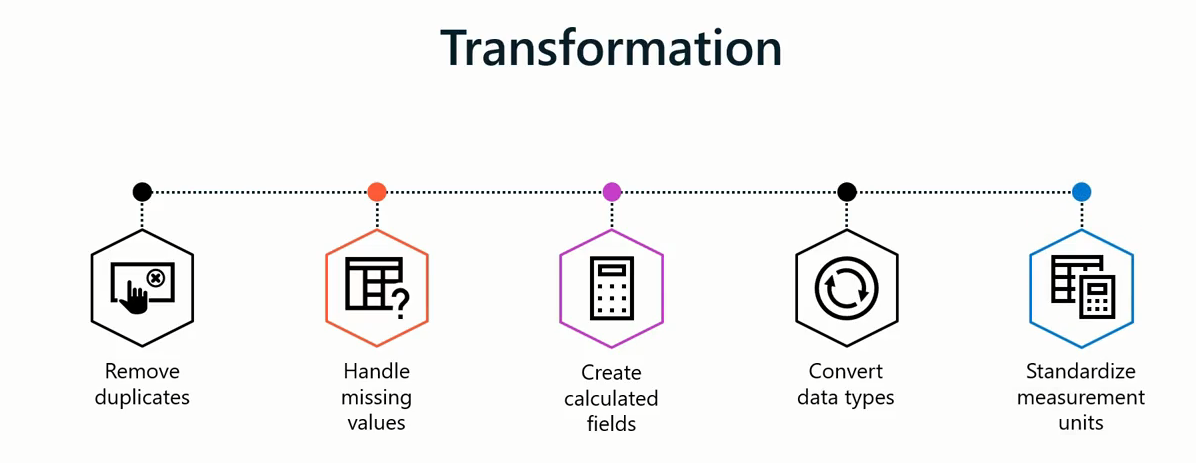 Transformation
Remove
duplicates
Handle
missing
values
Create
calculated
fields
Convert
data types
Standardize
measurement
units